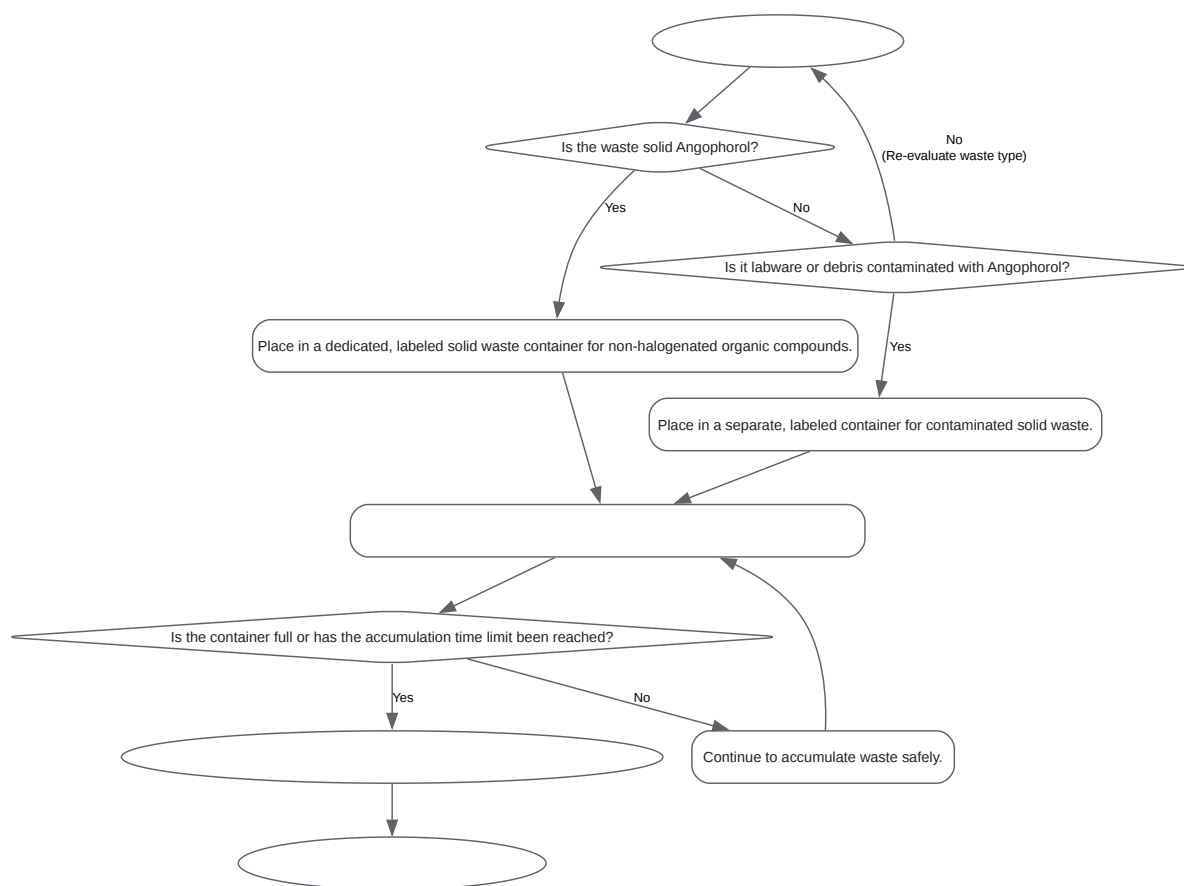 Is the waste solid Angophorol?
No
(Re-evaluate waste type)
Yes
No
Is it labware or debris contaminated with Angophorol?
Place in a dedicated, labeled solid waste container for non-halogenated organic compounds.
Yes
Place in a separate, labeled container for contaminated solid waste.
Is the container full or has the accumulation time limit been reached?
Yes
No
Continue to accumulate waste safely.